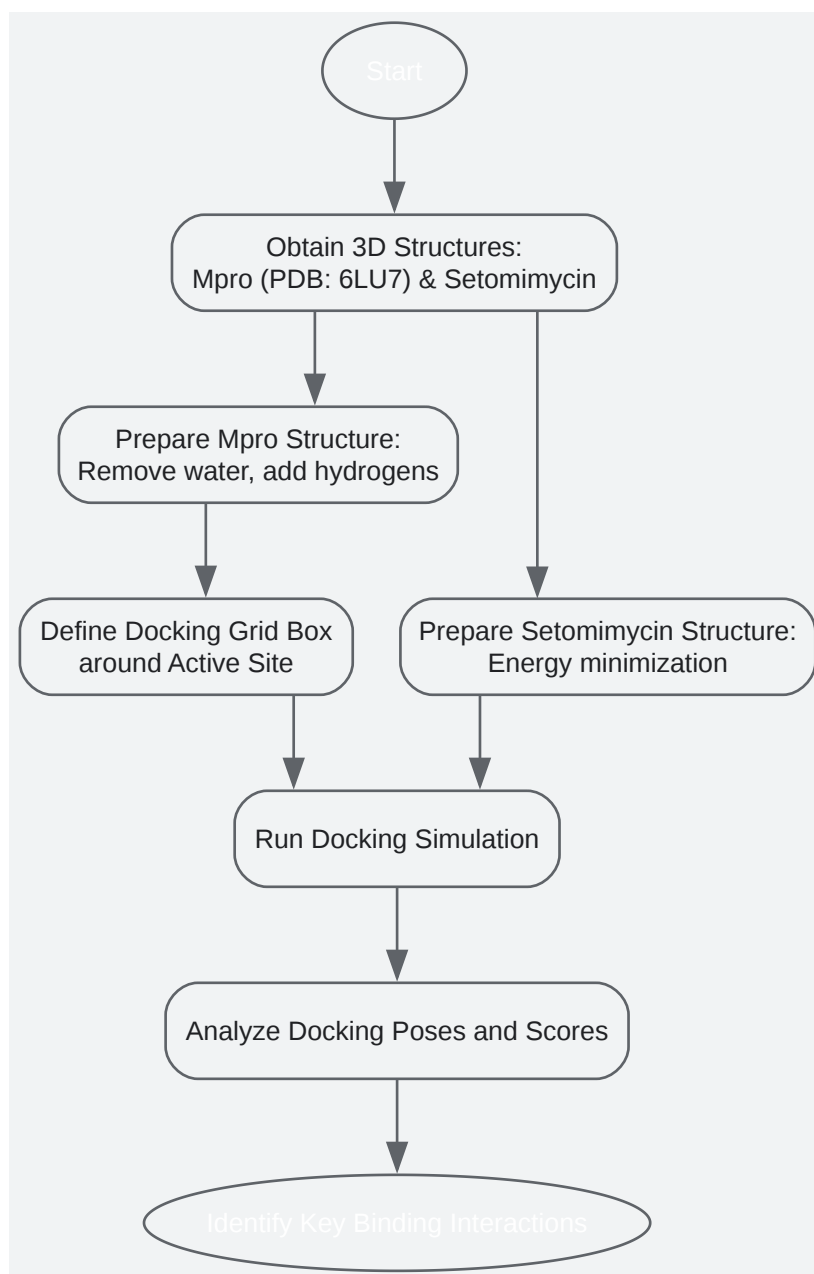 Start
Obtain 3D Structures:
Mpro (PDB: 6LU7) & Setomimycin
Prepare Mpro Structure:
Remove water, add hydrogens
Define Docking Grid Box
around Active Site
Prepare Setomimycin Structure:
Energy minimization
Run Docking Simulation
Analyze Docking Poses and Scores
Identify Key Binding Interactions